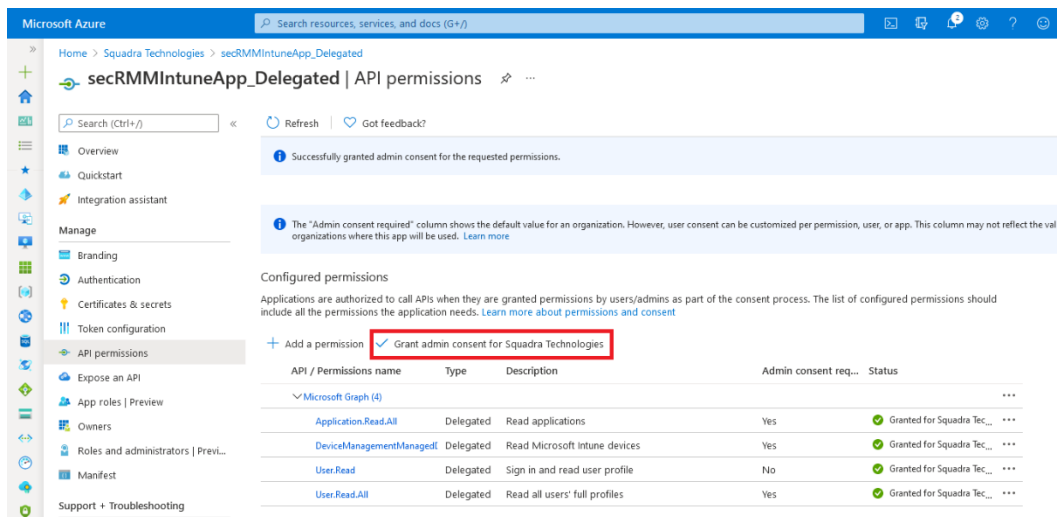 Microsoft Azure
Search resources, services, and docs (G+/)
2
Home > Squadra Technologies > secRMMIntuneApp_Delegated
secRMMIntuneApp_Delegated | API permissions
Search (Ctrl+/)
Overview
Quickstart
Integration assistant
Manage
Branding
Authentication
Certificates & secrets
Token configuration
API permissions
Expose an API
App roles | Preview
Owners
Roles and administrators | Previ...
Manifest
Support + Troubleshooting
Refresh
Got feedback?
Successfully granted admin consent for the requested permissions.
The "Admin consent required" column shows the default value for an organization. However, user consent can be customized per permission, user, or app. This column may not reflect the val
organizations where this app will be used. Learn more
Configured permissions
Applications are authorized to call APIs when they are granted permissions by users/admins as part of the consent process. The list of configured permissions should
include all the permissions the application needs. Learn more about permissions and consent
Add a permission Grant admin consent for Squadra Technologies
API / Permissions name Type Description Admin consent req... Status
Microsoft Graph (4)
Application.Read.All Delegated Read applications Yes Granted for Squadra Tec...
DeviceManagementManagedD Delegated Read Microsoft Intune devices Yes Granted for Squadra Tec...
User.Read Delegated Sign in and read user profile No Granted for Squadra Tec...
User.Read.All Delegated Read all users' full profiles Yes Granted for Squadra Tec...